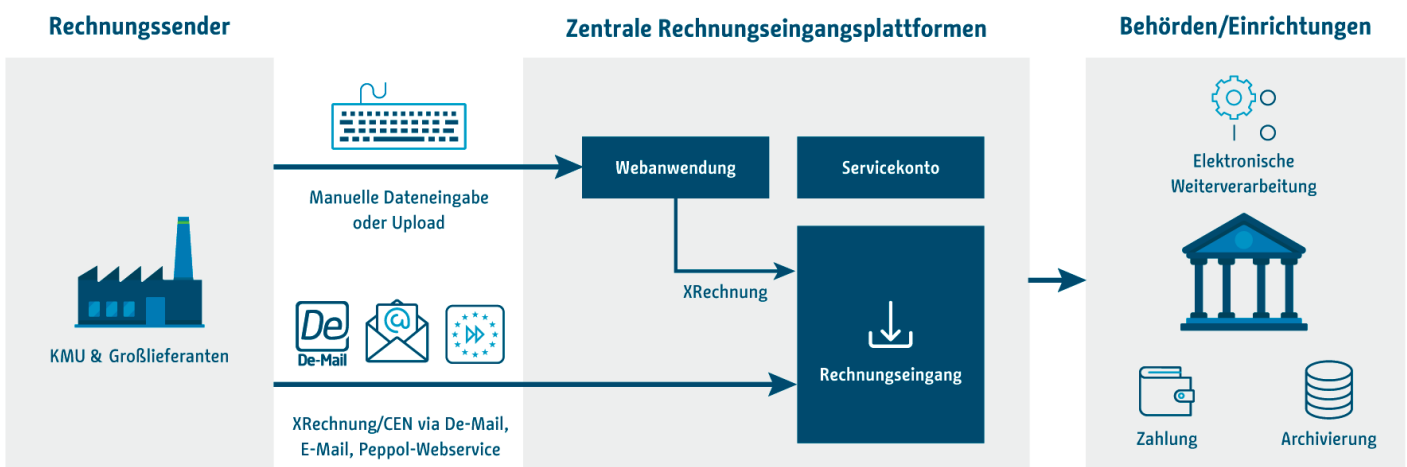 Rechnungssender
Zentrale Rechnungseingangsplattformen
Behörden/Einrichtungen
Manuelle Dateneingabe
oder Upload
Webanwendung
Servicekonto
Elektronische
Weiterverarbeitung
XRechnung
KMU & Großlieferanten
De
De-Mail
@
XRechnung/CEN via De-Mail,
E-Mail, Peppol-Webservice
Rechnungseingang
Zahlung
Archivierung